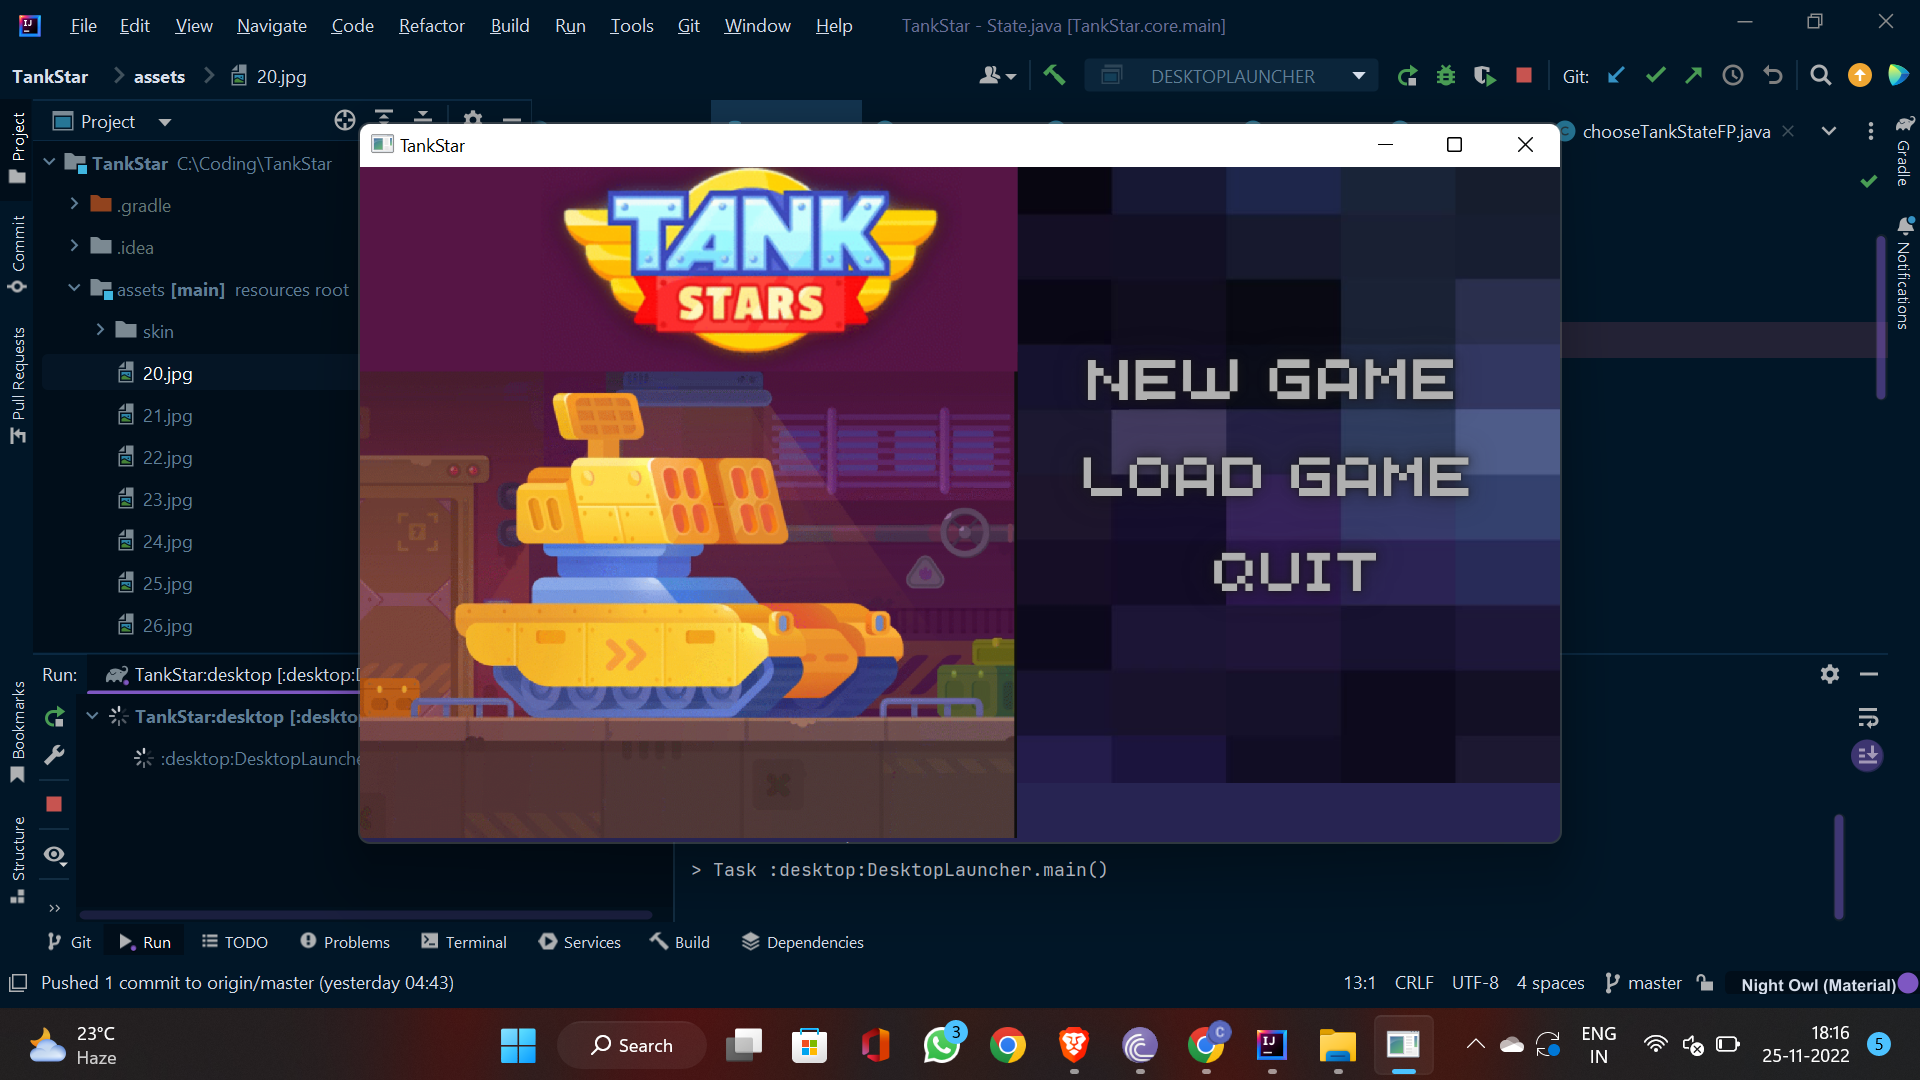 File Edit View Navigate Code Refactor Build Run Tools Git Window Help TankStar - State.java [TankStar.core.main]
TankStar assets 20.jpg DESKTOPLAUNCHER Git:
Project
chooseTankStateFP.java
TankStar
TankStar C:\Coding\TankStar
.gradle
.idea
assets [main] resources root
skin
20.jpg
21.jpg
22.jpg
23.jpg
24.jpg
25.jpg
26.jpg
Project
Commit
Pull Requests
Bookmarks
Structure
Gradle
Notifications
TANK
STARS
NEW GAME
LOAD GAME
QUIT
Run: TankStar:desktop [:desktop:
TankStar:desktop [:deskto
:desktop:DesktopLaunche
> Task :desktop:DesktopLauncher.main()
Git Run TODO Problems Terminal Services Build Dependencies
Pushed 1 commit to origin/master (yesterday 04:43) 13:1 CRLF UTF-8 4 spaces master Night Owl (Material)
23°C
Haze
Search
3
C
ENG
IN
18:16
25-11-2022
5